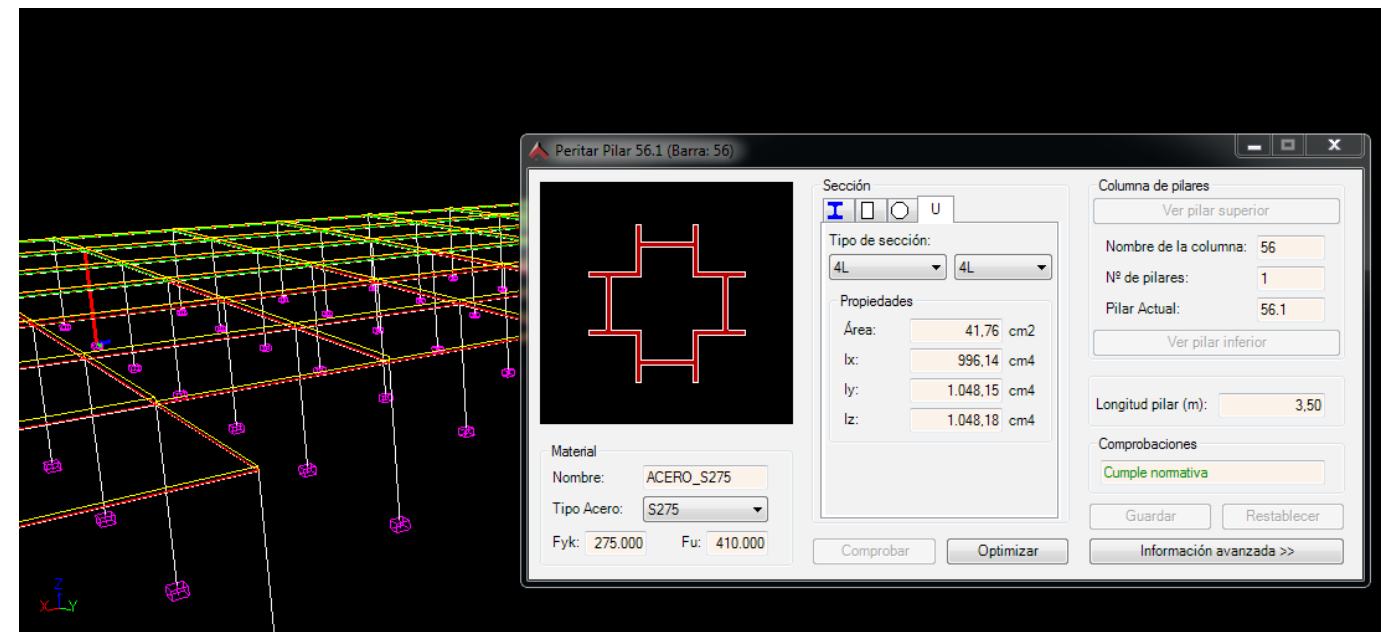 Peritar Pilar 56.1 (Barra: 56)
Sección
U
Tipo de sección:
4L 4L
Propiedades
Área: 41,76 cm2
Ix: 996,14 cm4
Iy: 1.048,15 cm4
Iz: 1.048,18 cm4
Material
Nombre: ACERO_S275
Tipo Acero: S275
Fyk: 275.000 Fu: 410.000
Comprobar Optimizar
Columna de pilares
Ver pilar superior
Nombre de la columna: 56
Nº de pilares: 1
Pilar Actual: 56.1
Ver pilar inferior
Longitud pilar (m): 3,50
Comprobaciones
Cumple normativa
Guardar Restablecer
Información avanzada >>
Z
X Y